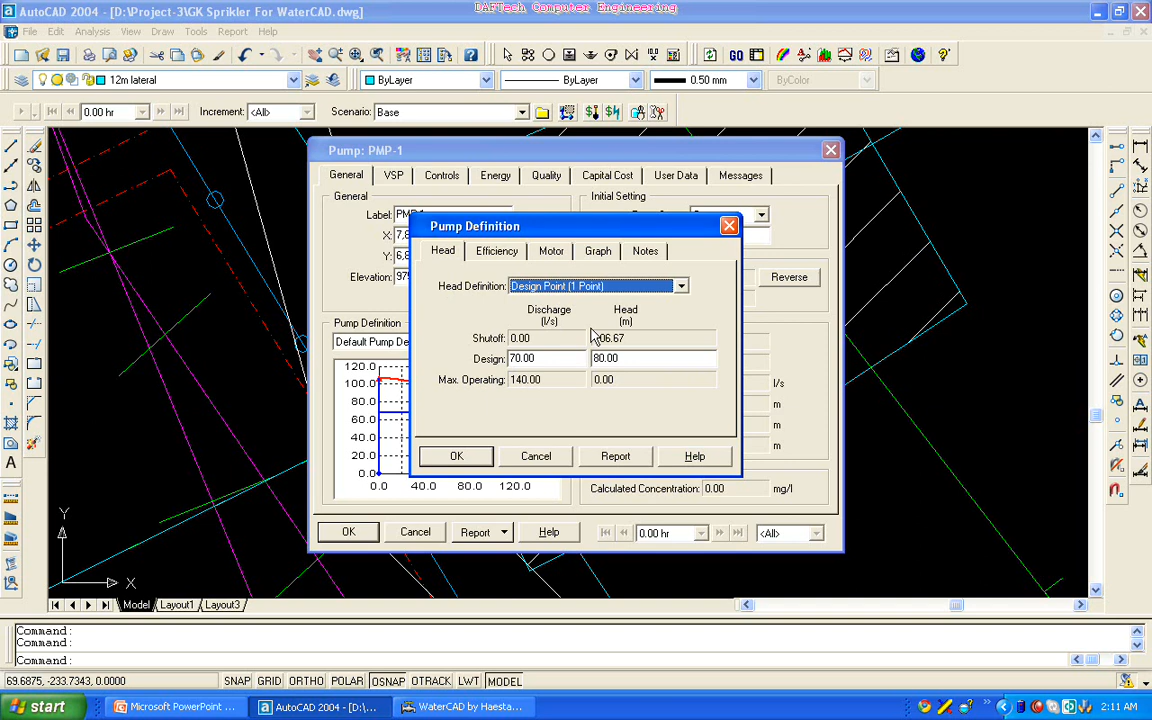 DAFTech Computer Engineering
AutoCAD 2004 - [D:\Project-3\GK Sprikler For WaterCAD.dwg]
File Edit Analysis View Draw Tools Report Help
GO
12m lateral ByLayer ByLayer 0.50 mm ByColor
0.00 hr Increment: <All> Scenario: Base
Pump: PMP-1
General VSP Controls Energy Quality Capital Cost User Data Messages
General Initial Setting
Label:
X:
Y:
Elevation:
Reverse
Pump Definition
Default Pump De
120.0
100.0
80.0
60.0
40.0
20.0
0.0
0.0 40.0 80.0 120.0
l/s
m
m
m
Calculated Concentration: 0.00 mg/l
OK Cancel Report Help 0.00 hr <All>
Pump Definition
Head Efficiency Motor Graph Notes
Head Definition: Design Point (1 Point)
Discharge Head
(l/s) (m)
Shutoff: 0.00 06.67
Design: 70.00 80.00
Max. Operating: 140.00 0.00
OK Cancel Report Help
Y
X
Model Layout1 Layout3
Command:
Command:
Command:
69.6875, -233.7343, 0.0000 SNAP GRID ORTHO POLAR OSNAP OTRACK LWT MODEL
start Microsoft PowerPoint ... AutoCAD 2004 - [D:\... WaterCAD by Haesta... 2:11 AM